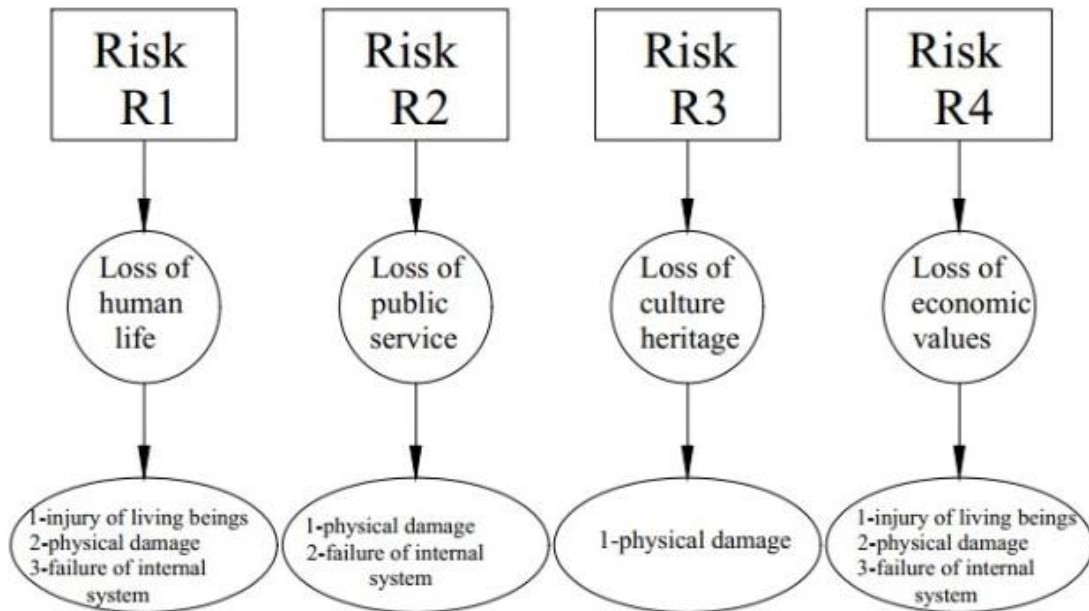 Risk
R1
Risk
R2
Risk
R3
Risk
R4
Loss of
human
life
Loss of
public
service
Loss of
culture
heritage
Loss of
economic
values
1-injury of living beings
2-physical damage
3-failure of internal
system
1-physical damage
2-failure of internal
system
1-physical damage
1-injury of living beings
2-physical damage
3-failure of internal
system